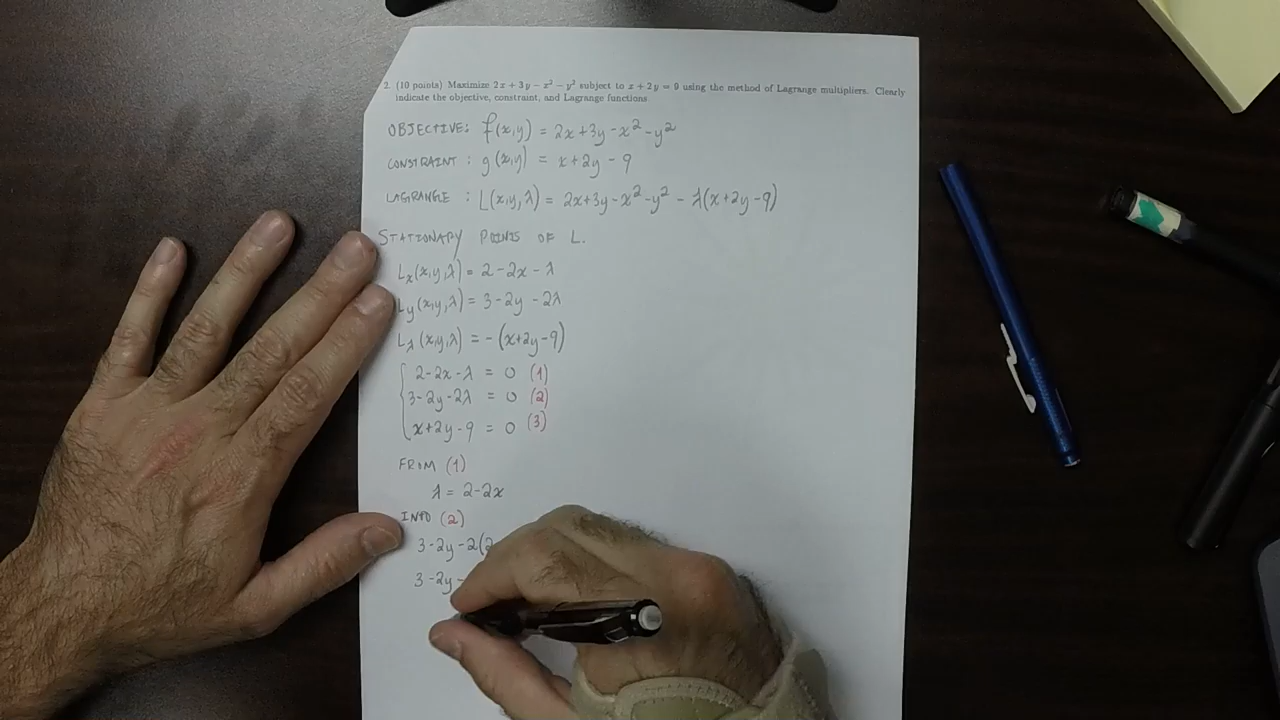 2. (10 points) Maximize 2x + 3y − x² − y² subject to x + 2y = 9 using the method of Lagrange multipliers. Clearly
indicate the objective, constraint, and Lagrange functions
OBJECTIVE: f(x,y) = 2x+3y-x²-y²
CONSTRAINT : g(x,y) = x+2y - 9
LAGRANGE : L(x,y,λ) = 2x+3y-x²-y² - λ(x+2y-9)
STATIONARY POINTS OF L.
Lx(x,y,λ) = 2-2x-λ
Ly(x,y,λ) = 3-2y-2λ
Lλ(x,y,λ) = -(x+2y-9)
2-2x-λ = 0 (1)
3-2y-2λ = 0 (2)
x+2y-9 = 0 (3)
FROM (1)
λ = 2-2x
INTO (2)
3-2y-2(2
3-2y-